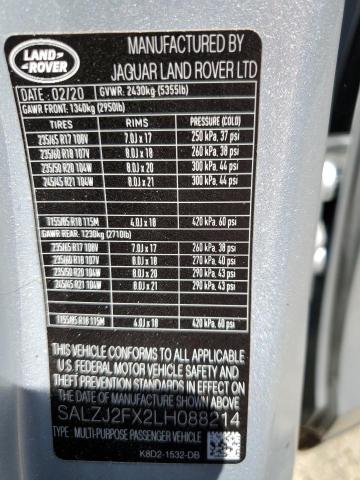 LAND-
ROVER
MANUFACTURED BY
JAGUAR LAND ROVER LTD
DATE: 02/20 GVWR: 2430kg (5355lb)
GAWR FRONT: 1340kg (2950lb)
TIRES RIMS PRESSURE (COLD)
235/65 R17 108V 7.0J x 17 250 kPa, 37 psi
235/60 R18 107V 8.0J x 18 260 kPa, 38 psi
235/50 R20 104W 8.0J x 20 300 kPa, 44 psi
245/45 R21 104W 8.0J x 21 300 kPa, 44 psi
T155/85 R18 115M 4.0J x 18 420 kPa, 60 psi
GAWR REAR: 1230kg (2710lb)
235/65 R17 108V 7.0J x 17 260 kPa, 38 psi
235/60 R18 107V 8.0J x 18 270 kPa, 40 psi
235/50 R20 104W 8.0J x 20 290 kPa, 43 psi
245/45 R21 104W 8.0J x 21 290 kPa, 43 psi
T155/85 R18 115M 4.0J x 18 420 kPa, 60 psi
THIS VEHICLE CONFORMS TO ALL APPLICABLE
U.S. FEDERAL MOTOR VEHICLE SAFETY
STANDARDS IN EFFECT ON THE DATE OF
MANUFACTURE SHOWN ABOVE.
SALZJ2FX2LH088214
TYPE: MULTI-PURPOSE PASSENGER VEHICLE
K8D2-1532-DB